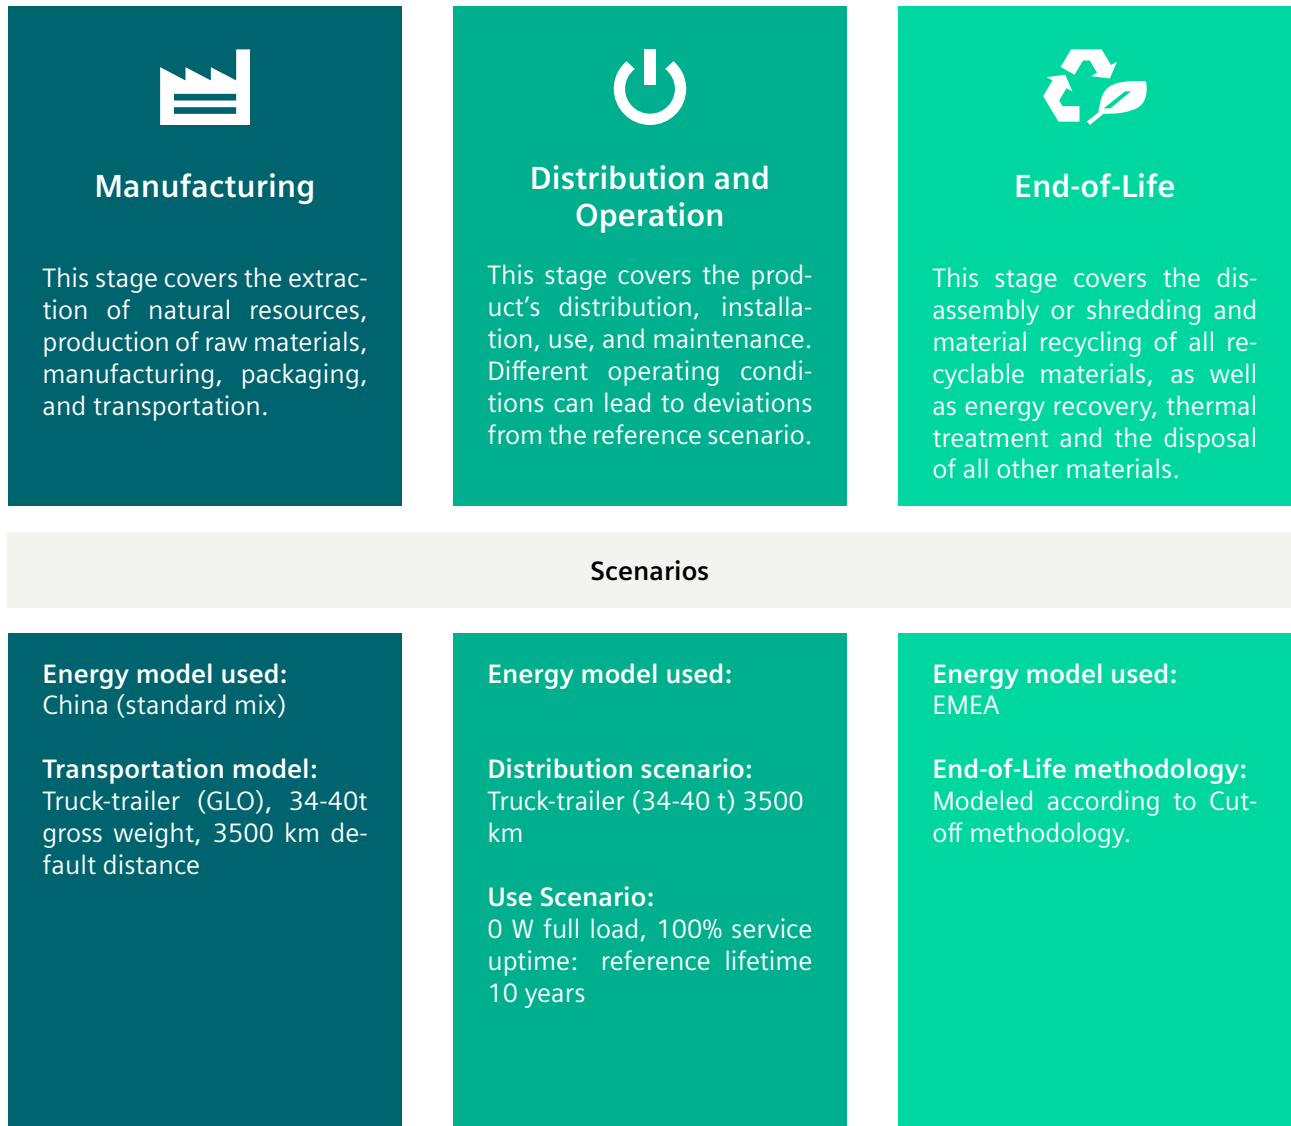 Manufacturing
This stage covers the extrac-
tion of natural resources,
production of raw materials,
manufacturing, packaging,
and transportation.
Distribution and
Operation
This stage covers the prod-
uct's distribution, installa-
tion, use, and maintenance.
Different operating condi-
tions can lead to deviations
from the reference scenario.
End-of-Life
This stage covers the dis-
assembly or shredding and
material recycling of all re-
cyclable materials, as well
as energy recovery, thermal
treatment and the disposal
of all other materials.
Scenarios
Energy model used:
China (standard mix)
Transportation model:
Truck-trailer (GLO), 34-40t
gross weight, 3500 km de-
fault distance
Energy model used:
Distribution scenario:
Truck-trailer (34-40 t) 3500
km
Use Scenario:
0 W full load, 100% service
uptime: reference lifetime
10 years
Energy model used:
EMEA
End-of-Life methodology:
Modeled according to Cut-
off methodology.